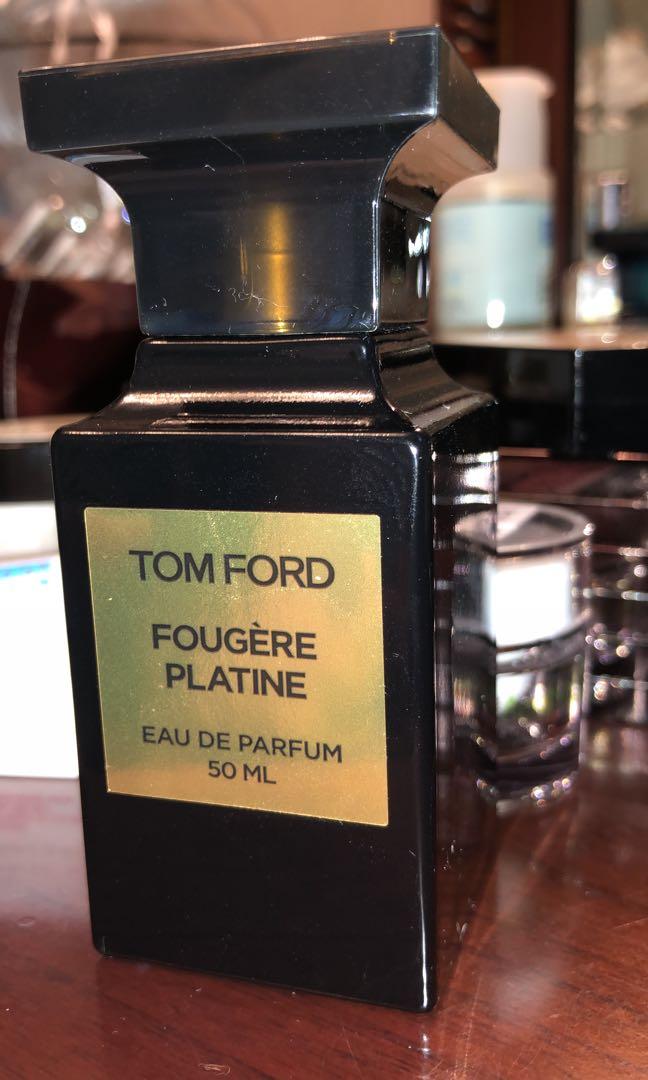 TOM FORD
FOUGÈRE
PLATINE
EAU DE PARFUM
50 ML